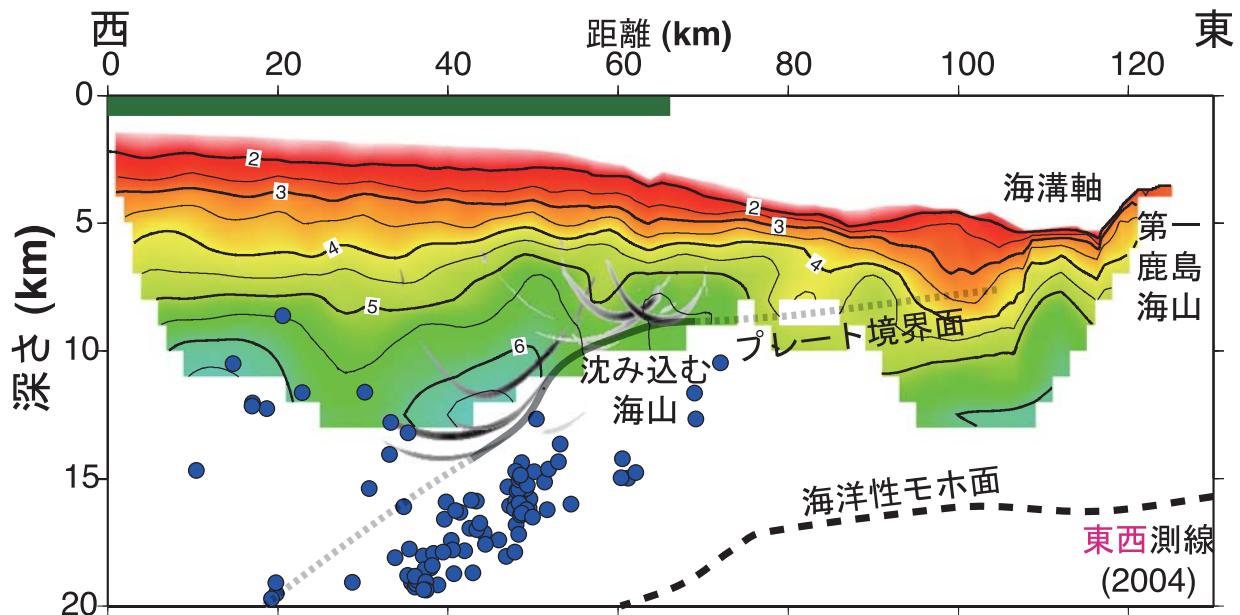 西
距離 (km)
東
0
20
40
60
80
100
120
0
5
10
15
20
深さ (km)
2
3
4
5
6
2
3
4
海溝軸
第一
鹿島
海山
プレート境界面
沈み込む
海山
海洋性モホ面
東西測線
(2004)